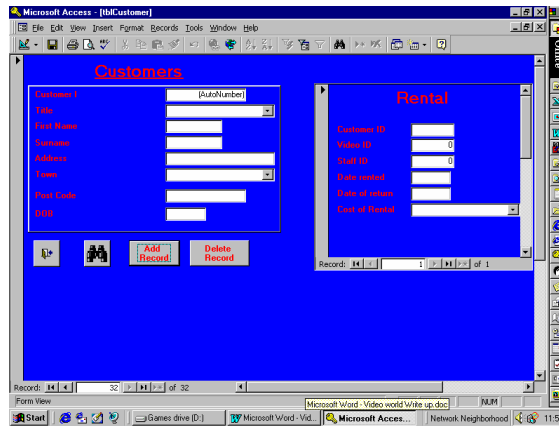 Microsoft Access - [tblCustomer]
File Edit View Insert Format Records Tools Window Help
Customers
Customer I
(AutoNumber)
Title
First Name
Surname
Address
Town
Post Code
DOB
Add Record
Delete Record
Rental
Customer ID
Video ID 0
Staff ID 0
Date rented
Date of return
Cost of Rental
Record: 1 of 1
Record: 32 of 32
Form View
NUM
Microsoft Word - Video world Write up.doc
Start
Games drive (D:)
Microsoft Word - Vid...
Microsoft Acces...
Network Neighborhood
11:5
Office